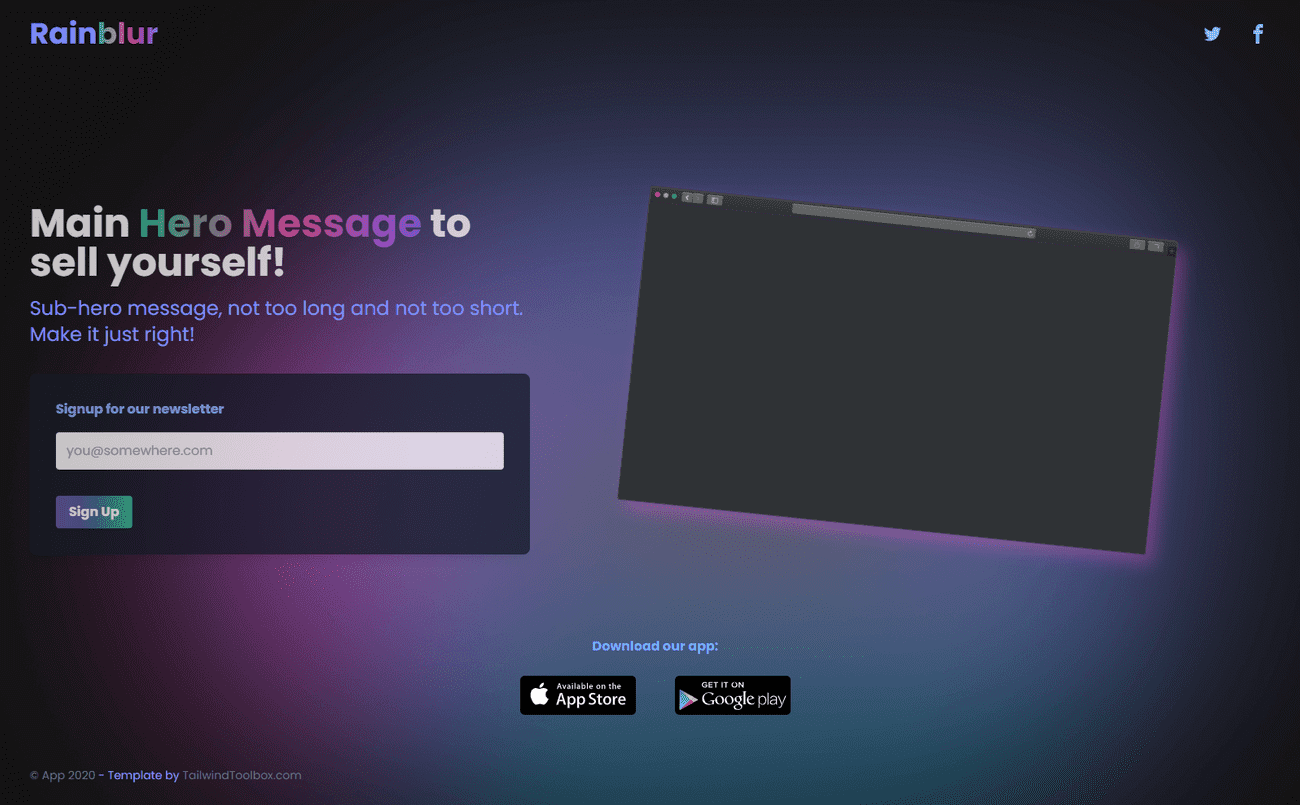 Rainblur
Main Hero Message to
sell yourself!
Sub-hero message, not too long and not too short.
Make it just right!
Signup for our newsletter
you@somewhere.com
Sign Up
Download our app:
Available on the
App Store
GET IT ON
Google play
© App 2020 - Template by TailwindToolbox.com